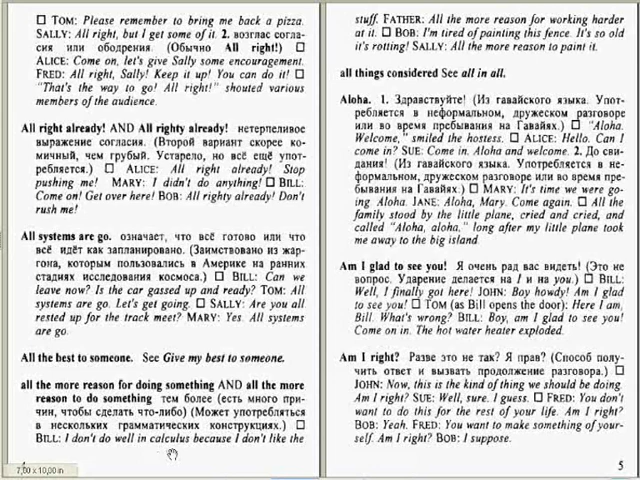 ☐ TOM: Please remember to bring me back a pizza.
SALLY: All right, but I get some of it. 2. возглас согла-
сия или ободрения. (Обычно All right!) ☐
ALICE: Come on, let's give Sally some encouragement.
FRED: All right, Sally! Keep it up! You can do it! ☐
"That's the way to go! All right!" shouted various
members of the audience.
All right already! AND All righty already! нетерпеливое
выражение согласия. (Второй вариант скорее ко-
мичный, чем грубый. Устарело, но всё ещё упот-
ребляется.) ☐ ALICE: All right already! Stop
pushing me! MARY: I didn't do anything! ☐ BILL:
Come on! Get over here! BOB: All righty already! Don't
rush me!
All systems are go. означает, что всё готово или что
всё идёт как запланировано. (Заимствовано из жар-
гона, которым пользовались в Америке на ранних
стадиях исследования космоса.) ☐ BILL: Can we
leave now? Is the car gassed up and ready? TOM: All
systems are go. Let's get going. ☐ SALLY: Are you all
rested up for the track meet? MARY: Yes. All systems
are go.
All the best to someone. See Give my best to someone.
all the more reason for doing something AND all the more
reason to do something тем более (есть много при-
чин, чтобы сделать что-либо) (Может употребляться
в нескольких грамматических конструкциях.) ☐
BILL: I don't do well in calculus because I don't like the
7,00 x 10,00 in
stuff. FATHER: All the more reason for working harder
at it. ☐ BOB: I'm tired of painting this fence. It's so old
it's rotting! SALLY: All the more reason to paint it.
all things considered See all in all.
Aloha. 1. Здравствуйте! (Из гавайского языка. Упот-
ребляется в неформальном, дружеском разговоре
или во время пребывания на Гавайях.) ☐ "Aloha.
Welcome," smiled the hostess. ☐ ALICE: Hello. Can I
come in? SUE: Come in. Aloha and welcome. 2. До сви-
дания! (Из гавайского языка. Употребляется в не-
формальном, дружеском разговоре или во время пре-
бывания на Гавайях.) ☐ MARY: It's time we were go-
ing. Aloha. JANE: Aloha, Mary. Come again. ☐ All the
family stood by the little plane, cried and cried, and
called "Aloha, aloha," long after my little plane took
me away to the big island.
Am I glad to see you! Я очень рад вас видеть! (Это не
вопрос. Ударение делается на I и на you.) ☐ BILL:
Well, I finally got here! JOHN: Boy howdy! Am I glad
to see you! ☐ TOM (as Bill opens the door): Here I am,
Bill. What's wrong? BILL: Boy, am I glad to see you!
Come on in. The hot water heater exploded.
Am I right? Разве это не так? Я прав? (Способ полу-
чить ответ и вызвать продолжение разговора.) ☐
JOHN: Now, this is the kind of thing we should be doing.
Am I right? SUE: Well, sure. I guess. ☐ FRED: You don't
want to do this for the rest of your life. Am I right?
BOB: Yeah. FRED: You want to make something of your-
self. Am I right? BOB: I suppose.
5